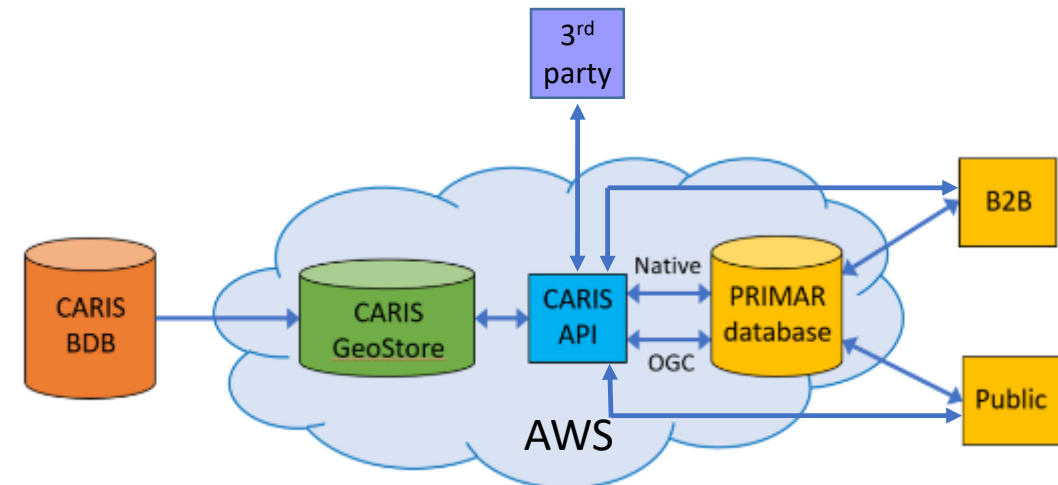 3rd
party
B2B
Native
CARIS
BDB
CARIS
GeoStore
CARIS
API
PRIMAR
database
OGC
Public
AWS